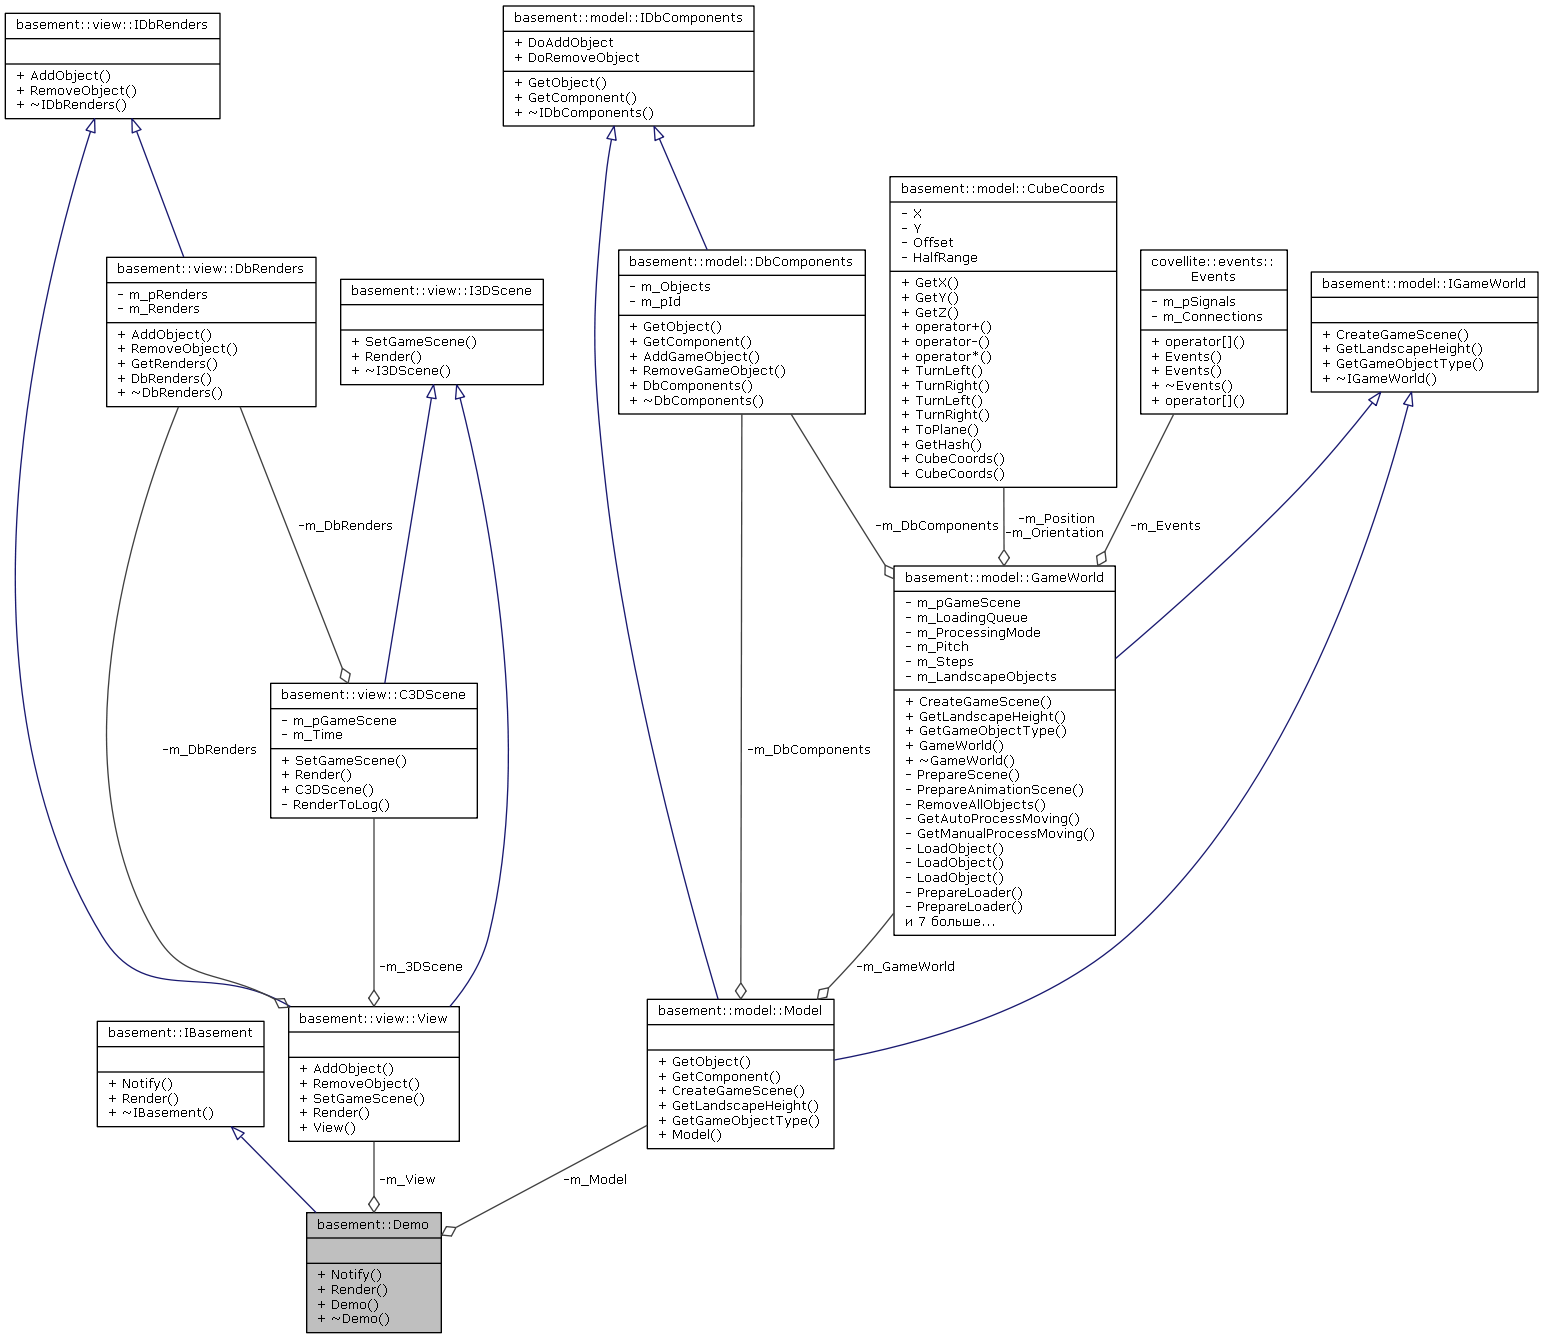 basement::view::IDbRenders
+ AddObject()
+ RemoveObject()
+ ~IDbRenders()
basement::model::IDbComponents
+ DoAddObject
+ DoRemoveObject
+ GetObject()
+ GetComponent()
+ ~IDbComponents()
basement::model::CubeCoords
- X
- Y
- Offset
- HalfRange
+ GetX()
+ GetY()
+ GetZ()
+ operator+()
+ operator-()
+ operator*()
+ TurnLeft()
+ TurnRight()
+ TurnLeft()
+ TurnRight()
+ ToPlane()
+ GetHash()
+ CubeCoords()
+ CubeCoords()
basement::view::DbRenders
- m_pRenders
- m_Renders
+ AddObject()
+ RemoveObject()
+ GetRenders()
+ DbRenders()
+ ~DbRenders()
basement::view::I3DScene
+ SetGameScene()
+ Render()
+ ~I3DScene()
basement::model::DbComponents
- m_Objects
- m_pId
+ GetObject()
+ GetComponent()
+ AddGameObject()
+ RemoveGameObject()
+ DbComponents()
+ ~DbComponents()
covellite::events::
Events
- m_pSignals
- m_Connections
+ operator[]()
+ Events()
+ Events()
+ ~Events()
+ operator[]()
basement::model::IGameWorld
+ CreateGameScene()
+ GetLandscapeHeight()
+ GetGameObjectType()
+ ~IGameWorld()
-m_DbRenders
-m_DbComponents
-m_Position
-m_Orientation
-m_Events
basement::model::GameWorld
- m_pGameScene
- m_LoadingQueue
- m_ProcessingMode
- m_Pitch
- m_Steps
- m_LandscapeObjects
+ CreateGameScene()
+ GetLandscapeHeight()
+ GetGameObjectType()
+ GameWorld()
+ ~GameWorld()
- PrepareScene()
- PrepareAnimationScene()
- RemoveAllObjects()
- GetAutoProcessMoving()
- GetManualProcessMoving()
- LoadObject()
- LoadObject()
- LoadObject()
- PrepareLoader()
- PrepareLoader()
и 7 больше...
basement::view::C3DScene
- m_pGameScene
- m_Time
+ SetGameScene()
+ Render()
+ C3DScene()
- RenderToLog()
-m_DbRenders
-m_DbComponents
-m_3DScene
-m_GameWorld
basement::IBasement
+ Notify()
+ Render()
+ ~IBasement()
basement::view::View
+ AddObject()
+ RemoveObject()
+ SetGameScene()
+ Render()
+ View()
basement::model::Model
+ GetObject()
+ GetComponent()
+ CreateGameScene()
+ GetLandscapeHeight()
+ GetGameObjectType()
+ Model()
-m_View
-m_Model
basement::Demo
+ Notify()
+ Render()
+ Demo()
+ ~Demo()